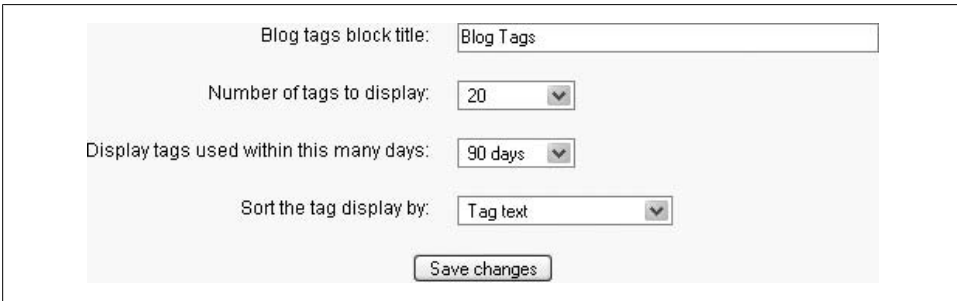 Blog tags block title: Blog Tags
Number of tags to display: 20
Display tags used within this many days: 90 days
Sort the tag display by: Tag text
Save changes